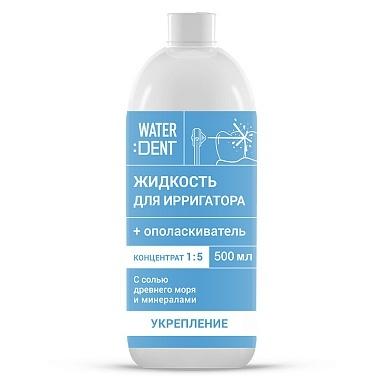 WATER
:DENT
ЖИДКОСТЬ
ДЛЯ ИРРИГАТОРА
+ ополаскиватель
КОНЦЕНТРАТ 1:5 500 мл
С солью
древнего моря
и минералами
УКРЕПЛЕНИЕ